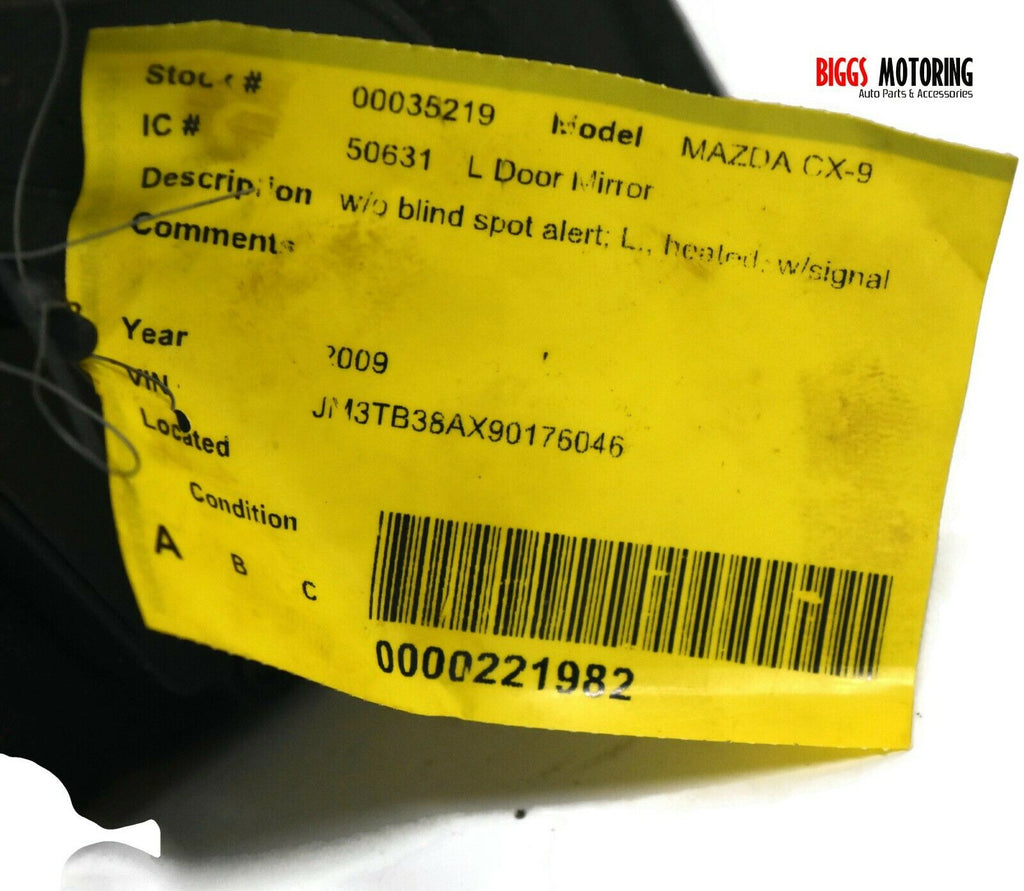 BIGGS MOTORING
Auto Parts & Accessories
Stock # 00035219 Model MAZDA CX-9
IC # 50631 L Door Mirror
Description w/o blind spot alert; L., heated; w/signal
Comments
Year 2009
VIN JM3TB38AX90176046
Located
Condition
A B C
0000221982